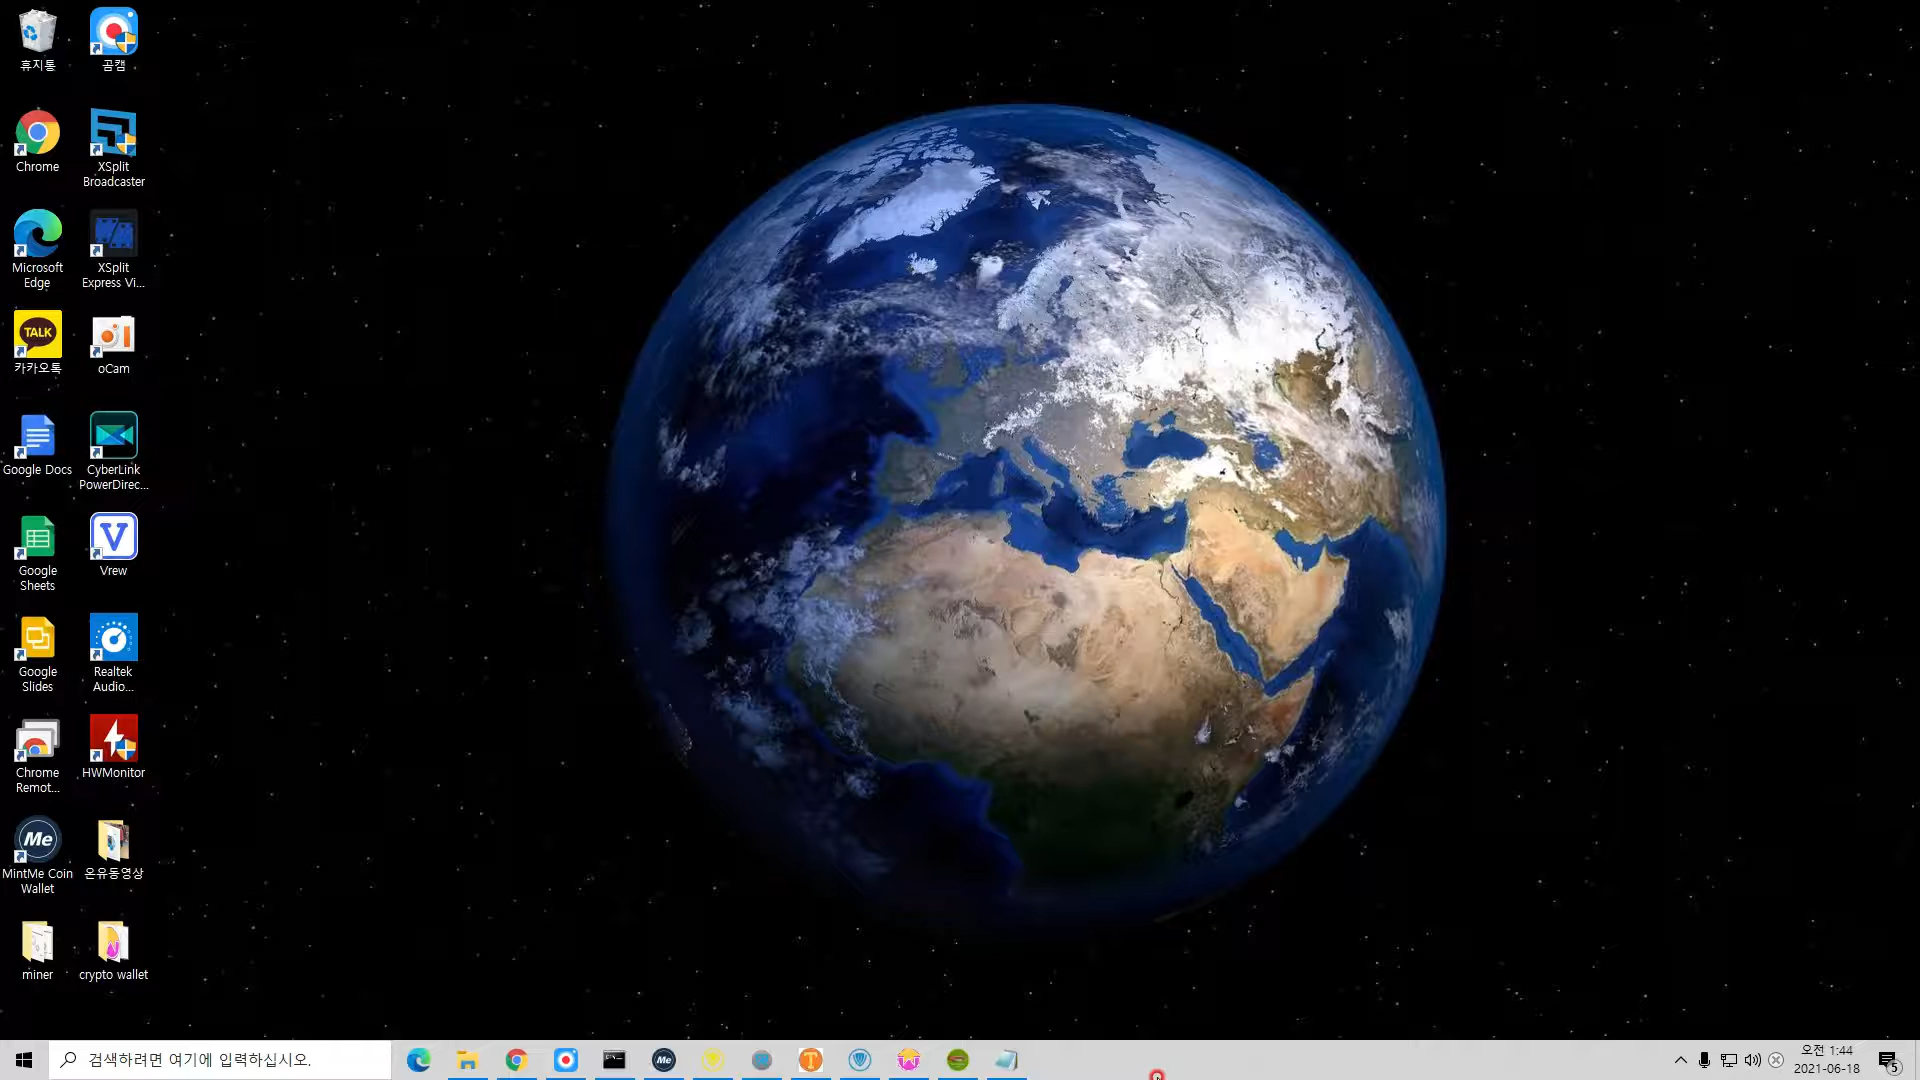 휴지통
곰캠
Chrome
XSplit
Broadcaster
Microsoft
Edge
XSplit
Express Vi...
TALK
카카오톡
oCam
Google Docs
CyberLink
PowerDirec...
Google
Sheets
V
Vrew
Google
Slides
Realtek
Audio...
Chrome
Remot...
HWMonitor
Me
MintMe Coin
Wallet
온유동영상
miner
crypto wallet
검색하려면 여기에 입력하십시오.
Me
T
오전 1:44
2021-06-18
5